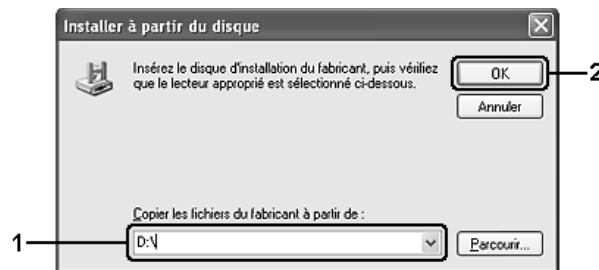 Installer à partir du disque
Insérez le disque d'installation du fabricant, puis vérifiez
que le lecteur approprié est sélectionné ci-dessous.
OK
2
Annuler
Copier les fichiers du fabricant à partir de :
1
D:\
Parcourir...